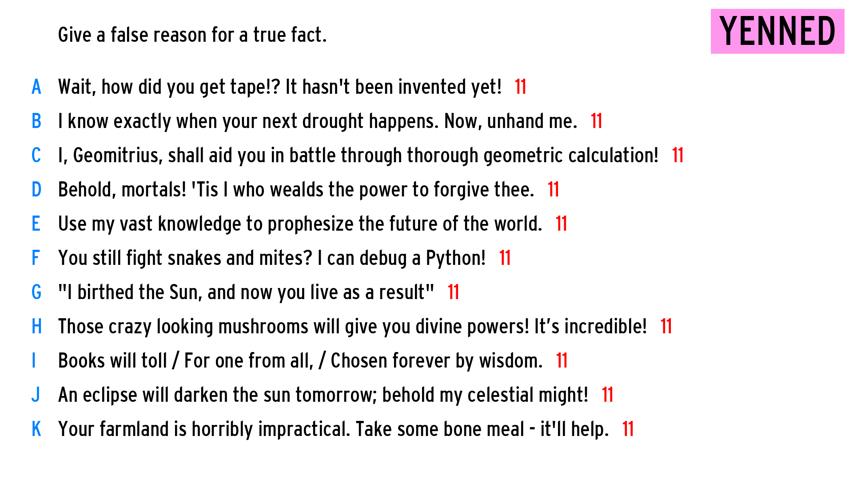 Give a false reason for a true fact.
YENNED
A Wait, how did you get tape!? It hasn't been invented yet! 11
B I know exactly when your next drought happens. Now, unhand me. 11
C I, Geomitrius, shall aid you in battle through thorough geometric calculation! 11
D Behold, mortals! 'Tis I who wealds the power to forgive thee. 11
E Use my vast knowledge to prophesize the future of the world. 11
F You still fight snakes and mites? I can debug a Python! 11
G "I birthed the Sun, and now you live as a result" 11
H Those crazy looking mushrooms will give you divine powers! It’s incredible! 11
I Books will toll / For one from all, / Chosen forever by wisdom. 11
J An eclipse will darken the sun tomorrow; behold my celestial might! 11
K Your farmland is horribly impractical. Take some bone meal - it'll help. 11